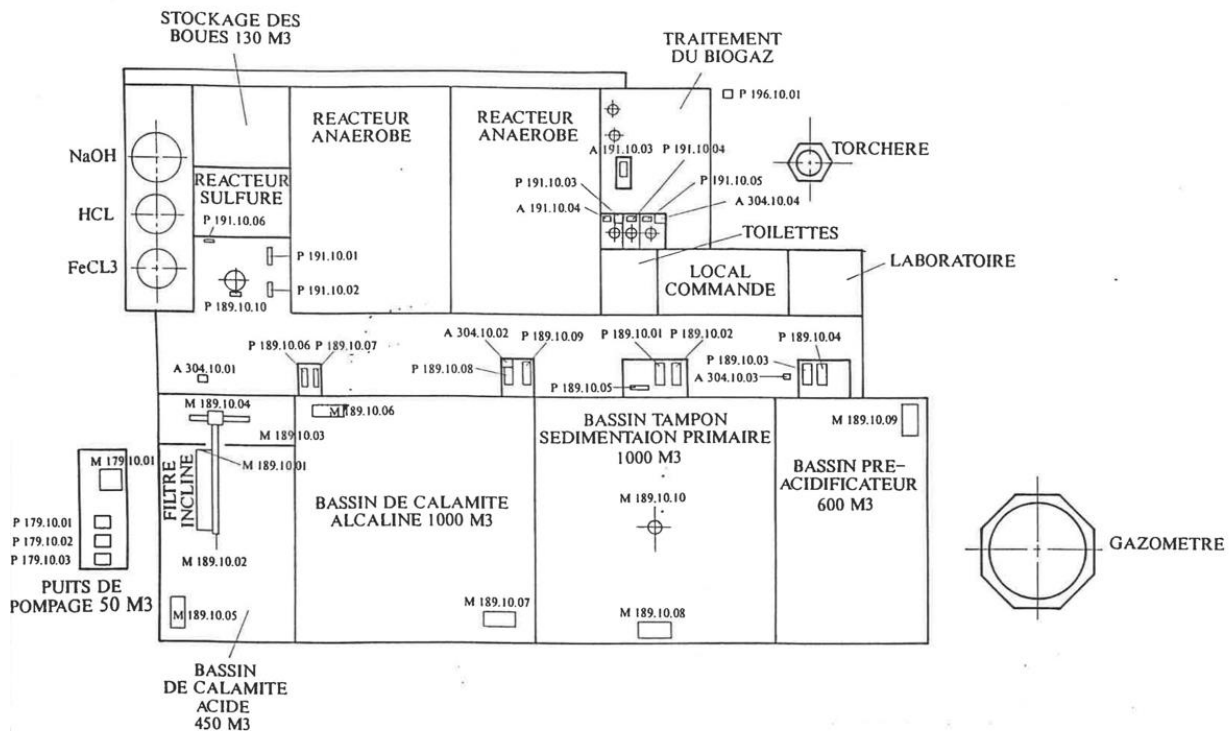 STOCKAGE DES
BOUES 130 M3
TRAITEMENT
DU BIOGAZ
P 196.10.01
REACTEUR
ANAEROBE
REACTEUR
ANAEROBE
NaOH
A 191.10.03
P 191.10.04
TORCHERE
REACTEUR
SULFURE
P 191.10.03
P 191.10.05
HCL
P 191.10.06
A 191.10.04
A 304.10.04
TOILETTES
FeCL3
P 191.10.01
LOCAL
COMMANDE
LABORATOIRE
P 191.10.02
P 189.10.10
P 189.10.06
P 189.10.07
A 304.10.02
P 189.10.09
P 189.10.01
P 189.10.02
P 189.10.04
A 304.10.01
P 189.10.08
P 189.10.05
P 189.10.03
A 304.10.03
M 189.10.04
M 189.10.06
M 189.10.03
BASSIN TAMPON
SEDIMENTAION PRIMAIRE
1000 M3
M 189.10.09
M 179.10.01
M 189.10.01
FILTRE
INCLINE
BASSIN DE CALAMITE
ALCALINE 1000 M3
BASSIN PRE-
ACIDIFICATEUR
600 M3
M 189.10.10
P 179.10.01
P 179.10.02
P 179.10.03
M 189.10.02
GAZOMETRE
PUITS DE
POMPAGE 50 M3
M 189.10.05
M 189.10.07
M 189.10.08
BASSIN
DE CALAMITE
ACIDE
450 M3